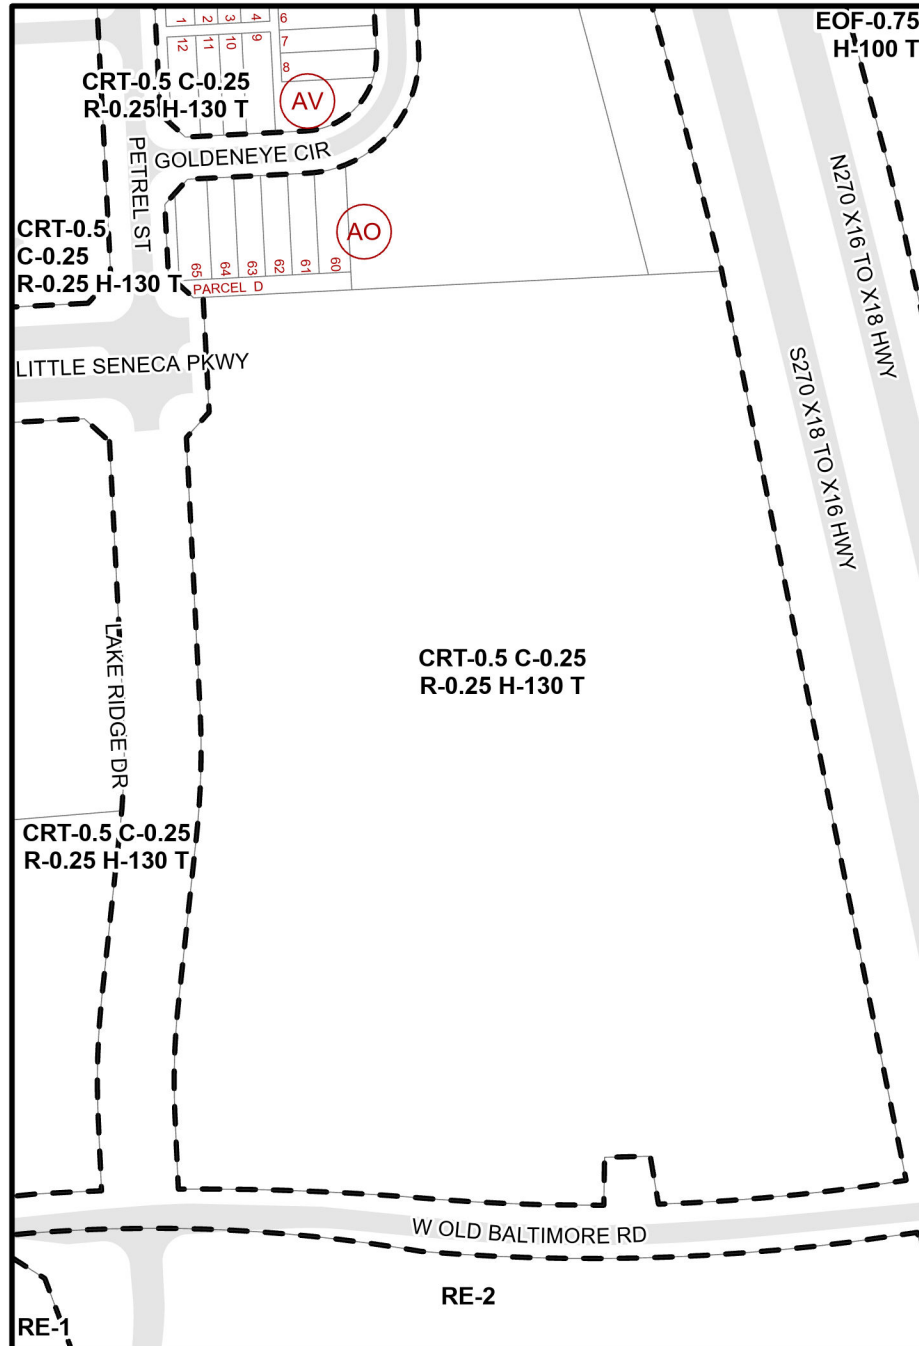 EOF-0.75
H-100 T
1
2
3
4
6
12
11
10
9
7
8
CRT-0.5 C-0.25
R-0.25 H-130 T
AV
GOLDENEYE CIR
PETREL ST
N270 X16 TO X18 HWY
CRT-0.5
C-0.25
R-0.25 H-130 T
AO
65
64
63
62
61
60
PARCEL D
LITTLE SENECA PKWY
S270 X18 TO X16 HWY
LAKE RIDGE DR
CRT-0.5 C-0.25
R-0.25 H-130 T
CRT-0.5 C-0.25
R-0.25 H-130 T
W OLD BALTIMORE RD
RE-2
RE-1